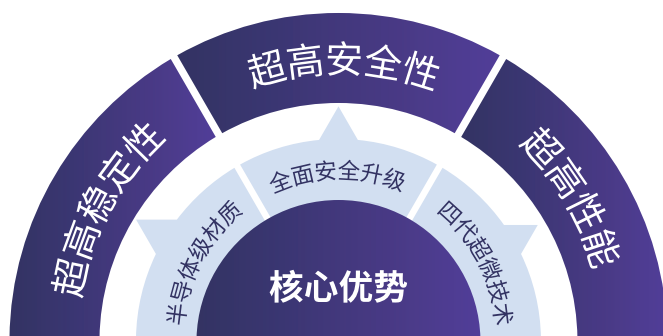 超高稳定性
超高安全性
超高性能
半导体级材质
全面安全升级
四代超微技术
核心优势